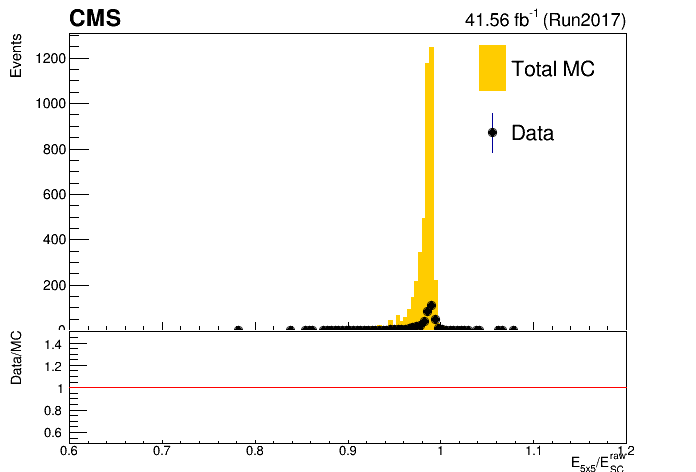 CMS 41.56 fb-1 (Run2017)
Events
1200
1000
800
600
400
200
0
Total MC
Data
Data/MC
1.4
1.2
1
0.8
0.6
0.6 0.7 0.8 0.9 1 1.1 1.2
E5x5/ErawSC